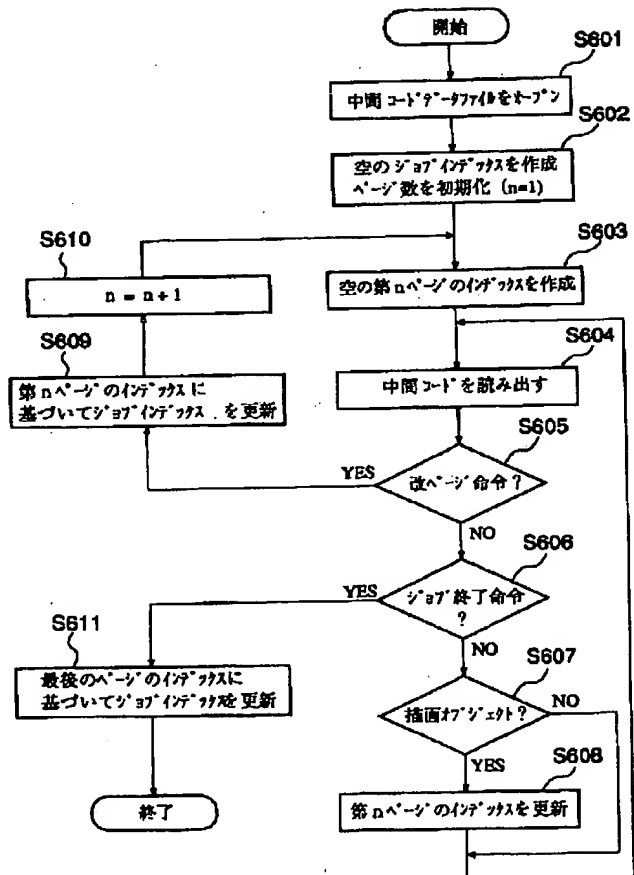 開始
S601
中間コードデータファイルをオープン
S602
空のジョブインデックスを作成
ページ数を初期化 (n=1)
S603
空の第nページのインデックスを作成
S610
n = n+1
S604
中間コードを読み出す
S609
第nページのインデックスに
基づいてジョブインデックスを更新
S605
改ページ命令？
YES
NO
S606
ジョブ終了命令
？
YES
NO
S611
最後のページのインデックスに
基づいてジョブインデックスを更新
S607
描画オブジェクト？
NO
YES
S608
第nページのインデックスを更新
終了